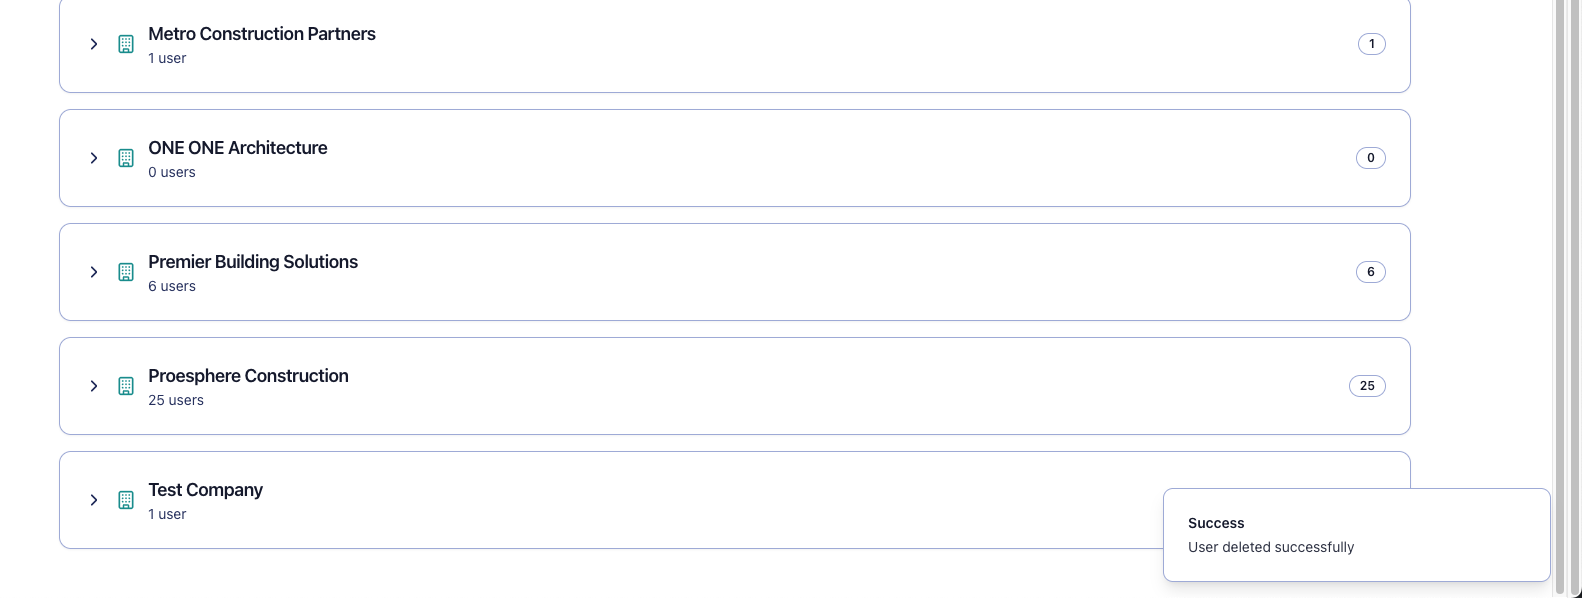 Metro Construction Partners
1 user
1
ONE ONE Architecture
0 users
0
Premier Building Solutions
6 users
6
Proesphere Construction
25 users
25
Test Company
1 user
Success
User deleted successfully